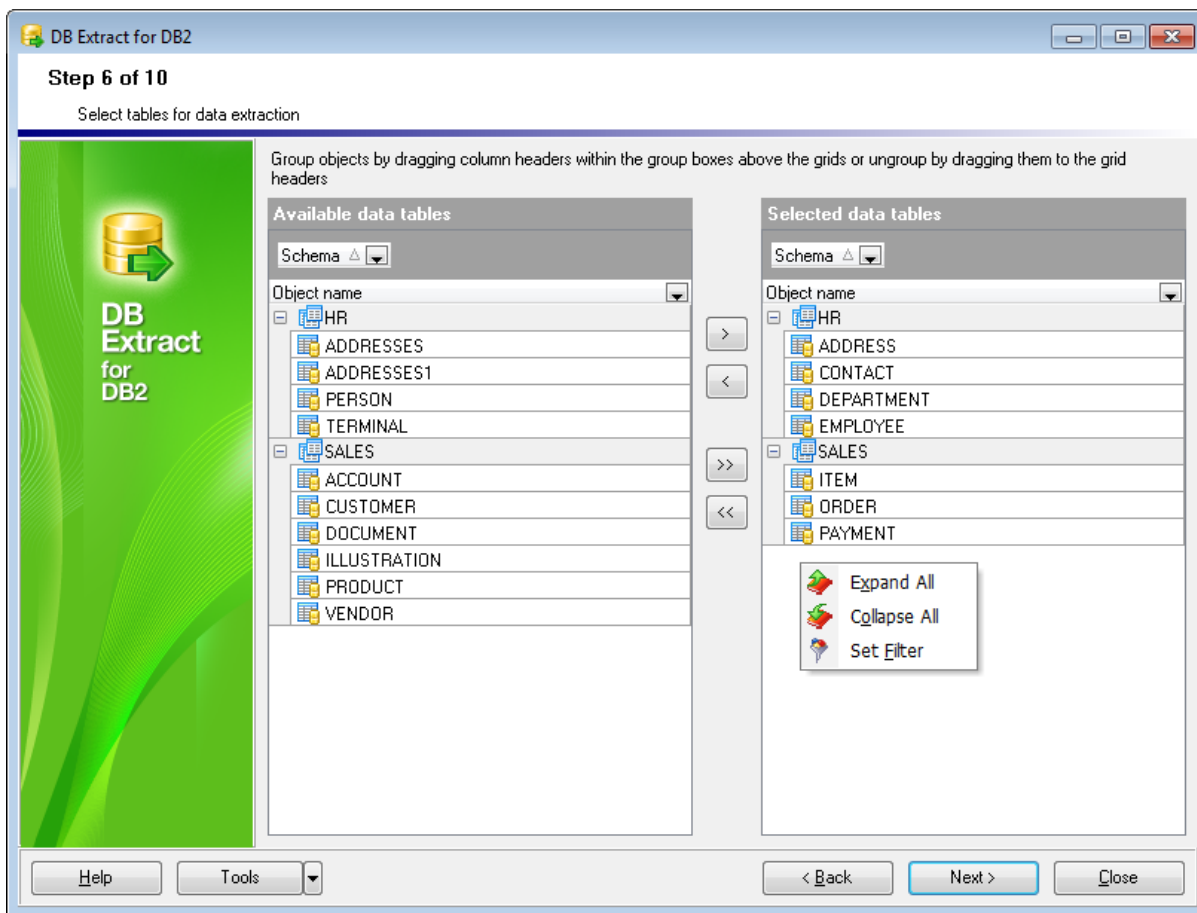 DB Extract for DB2
Step 6 of 10
Select tables for data extraction
DB
Extract
for
DB2
Group objects by dragging column headers within the group boxes above the grids or ungroup by dragging them to the grid
headers
Available data tables
Schema
Object name
HR
ADDRESSES
ADDRESSES1
PERSON
TERMINAL
SALES
ACCOUNT
CUSTOMER
DOCUMENT
ILLUSTRATION
PRODUCT
VENDOR
>
<
>>
<<
Selected data tables
Schema
Object name
HR
ADDRESS
CONTACT
DEPARTMENT
EMPLOYEE
SALES
ITEM
ORDER
PAYMENT
Expand All
Collapse All
Set Filter
Help
Tools
< Back
Next >
Close